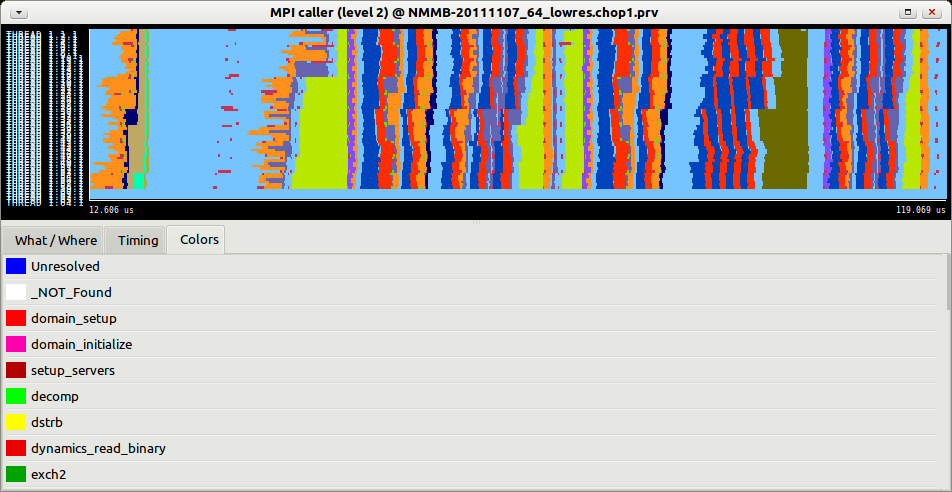 MPI caller (level 2) @ NMMB-20111107_64_lowres.chop1.prv
THREAD 1.1.1
THREAD 1.64.1
12.606 us
119.069 us
What / Where
Timing
Colors
Unresolved
_NOT_Found
domain_setup
domain_initialize
setup_servers
decomp
dstrb
dynamics_read_binary
exch2